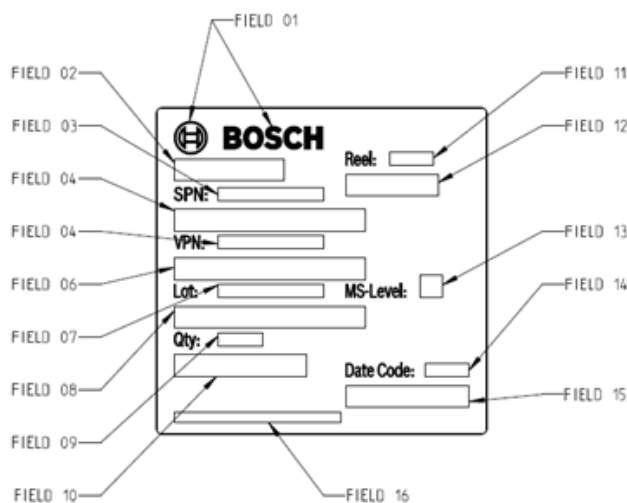 FIELD 01
FIELD 02
FIELD 03
FIELD 04
FIELD 04
FIELD 06
FIELD 07
FIELD 08
FIELD 09
FIELD 10
BOSCH
SPN:
VPN:
Lot:
Qty:
Reel:
MS-Level:
Date Code:
FIELD 11
FIELD 12
FIELD 13
FIELD 14
FIELD 15
FIELD 16